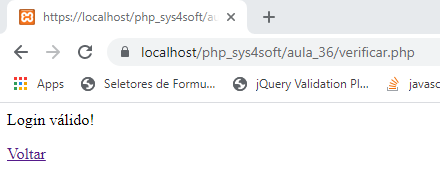 https://localhost/php_sys4soft/au
localhost/php_sys4soft/aula_36/verificar.php
Apps Seletores de Formu... jQuery Validation Pl... javasc
Login válido!
Voltar